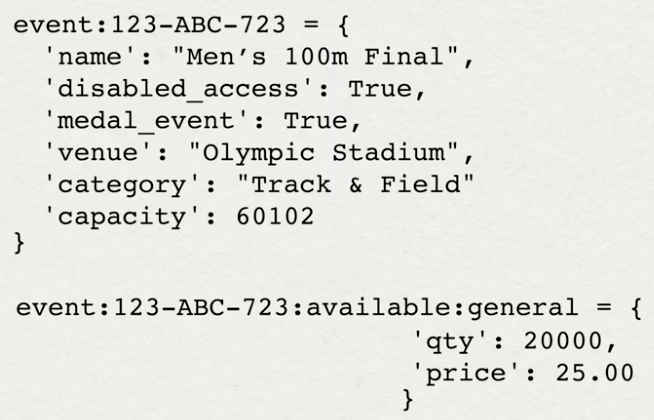 event:123-ABC-723 = {
'name': "Men’s 100m Final",
'disabled_access': True,
'medal_event': True,
'venue': "Olympic Stadium",
'category': "Track & Field"
'capacity': 60102
}
event:123-ABC-723:available:general = {
'qty': 20000,
'price': 25.00
}